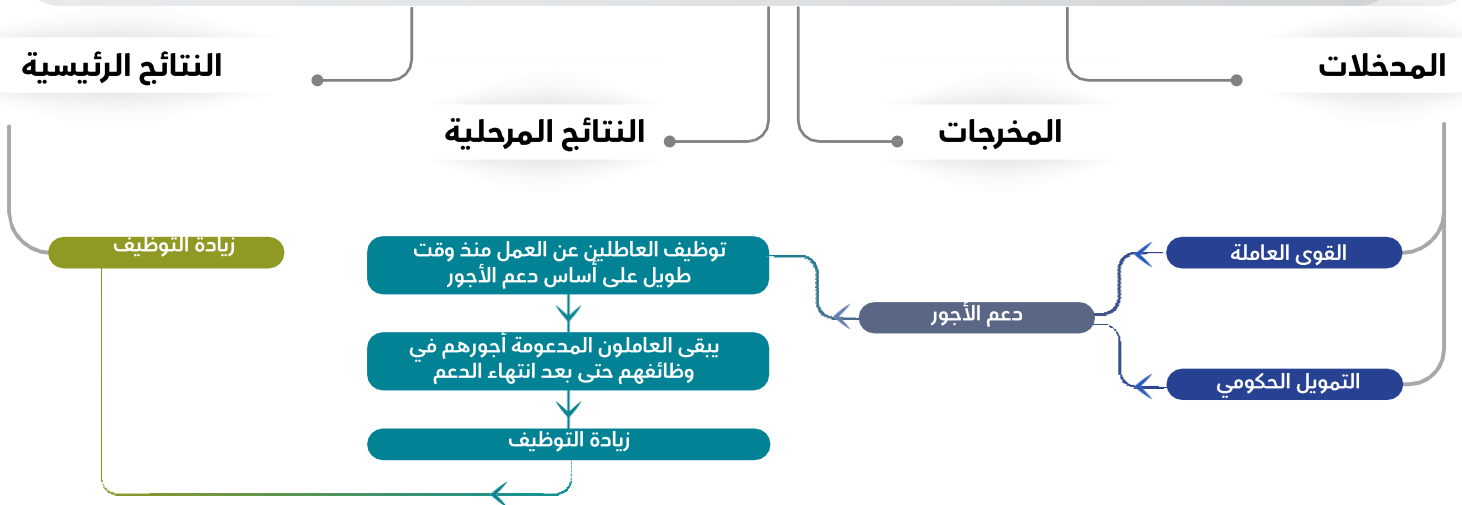 المدخلات
النتائج الرئيسية
المخرجات
النتائج المرحلية
القوى العاملة
التمويل الحكومي
دعم الأجور
توظيف العاطلين عن العمل منذ وقت
طويل على أساس دعم الأجور
يبقى العاملون المدعومة أجورهم في
وظائفهم حتى بعد انتهاء الدعم
زيادة التوظيف
زيادة التوظيف